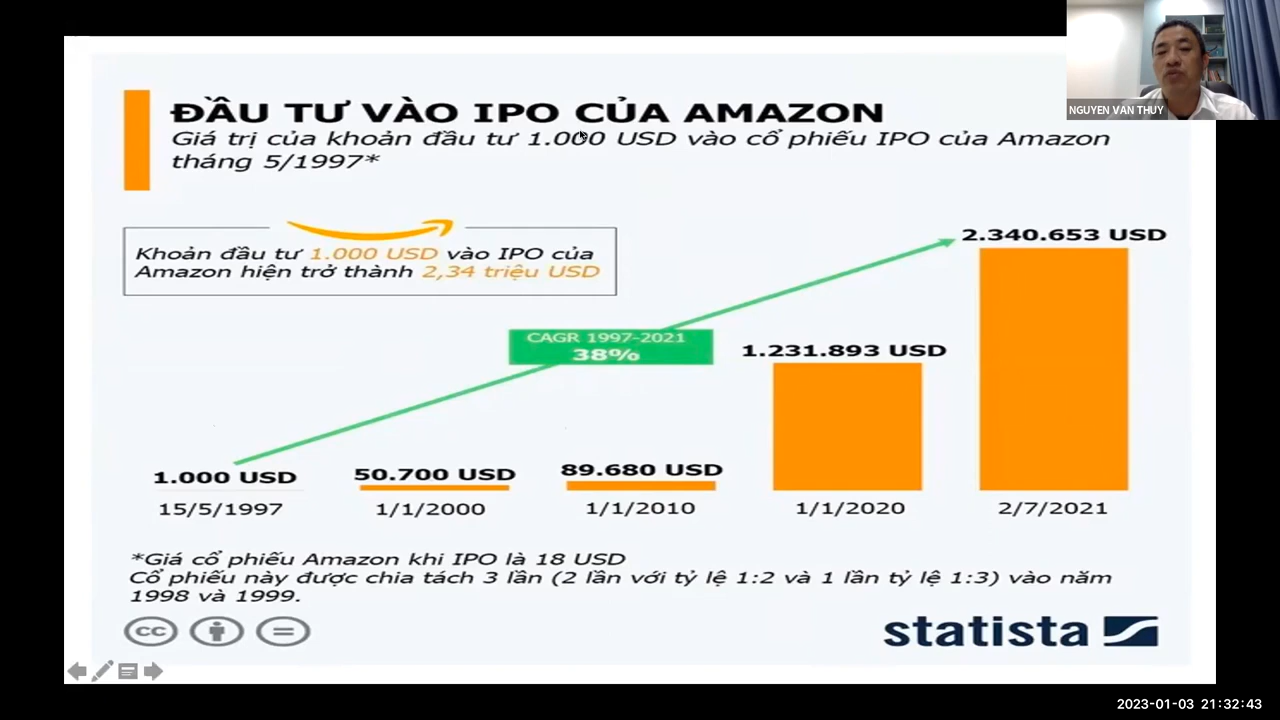 ĐẦU TƯ VÀO IPO CỦA AMAZON
Giá trị của khoản đầu tư 1.000 USD vào cổ phiếu IPO của Amazon
tháng 5/1997*
NGUYEN VAN THUY
Khoản đầu tư 1.000 USD vào IPO của
Amazon hiện trở thành 2,34 triệu USD
2.340.653 USD
CAGR 1997-2021
38%
1.231.893 USD
1.000 USD
50.700 USD
89.680 USD
15/5/1997
1/1/2000
1/1/2010
1/1/2020
2/7/2021
*Giá cổ phiếu Amazon khi IPO là 18 USD
Cổ phiếu này được chia tách 3 lần (2 lần với tỷ lệ 1:2 và 1 lần tỷ lệ 1:3) vào năm
1998 và 1999.
cc
statista
2023-01-03 21:32:43